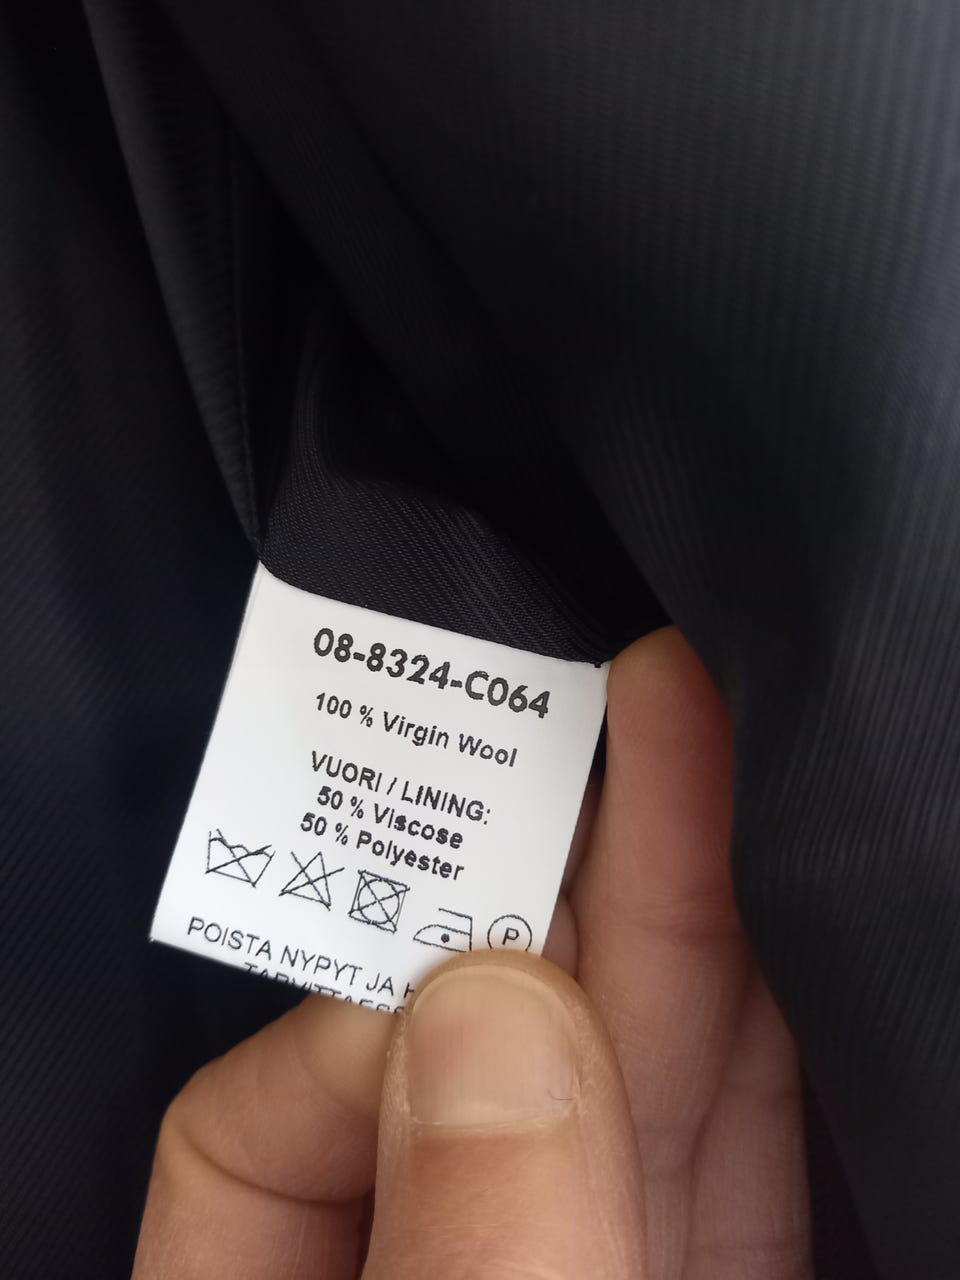 08-8324-C064
100 % Virgin Wool
VUORI / LINING:
50 % Viscose
50 % Polyester
P
POISTA NYPYT JA